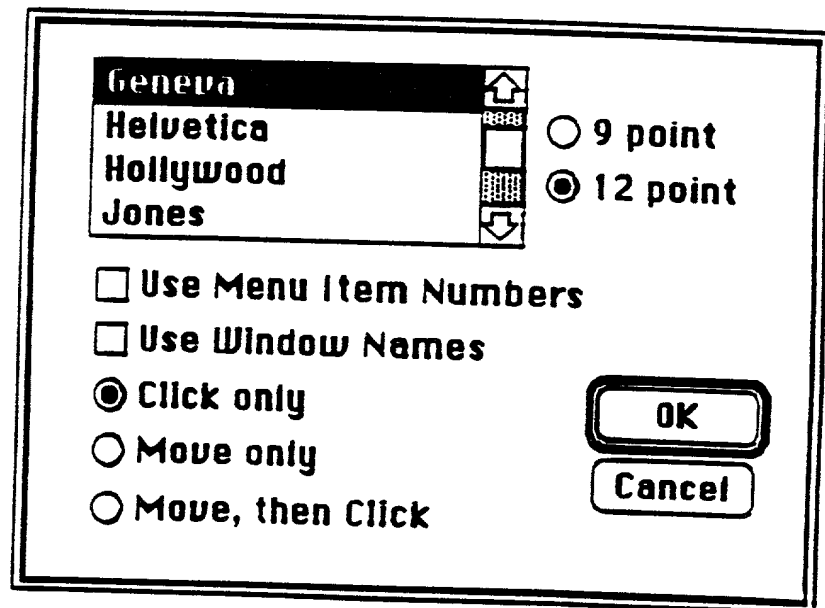 Geneva
Helvetica
Hollywood
Jones
9 point
12 point
Use Menu Item Numbers
Use Window Names
Click only
Move only
Move, then Click
OK
Cancel